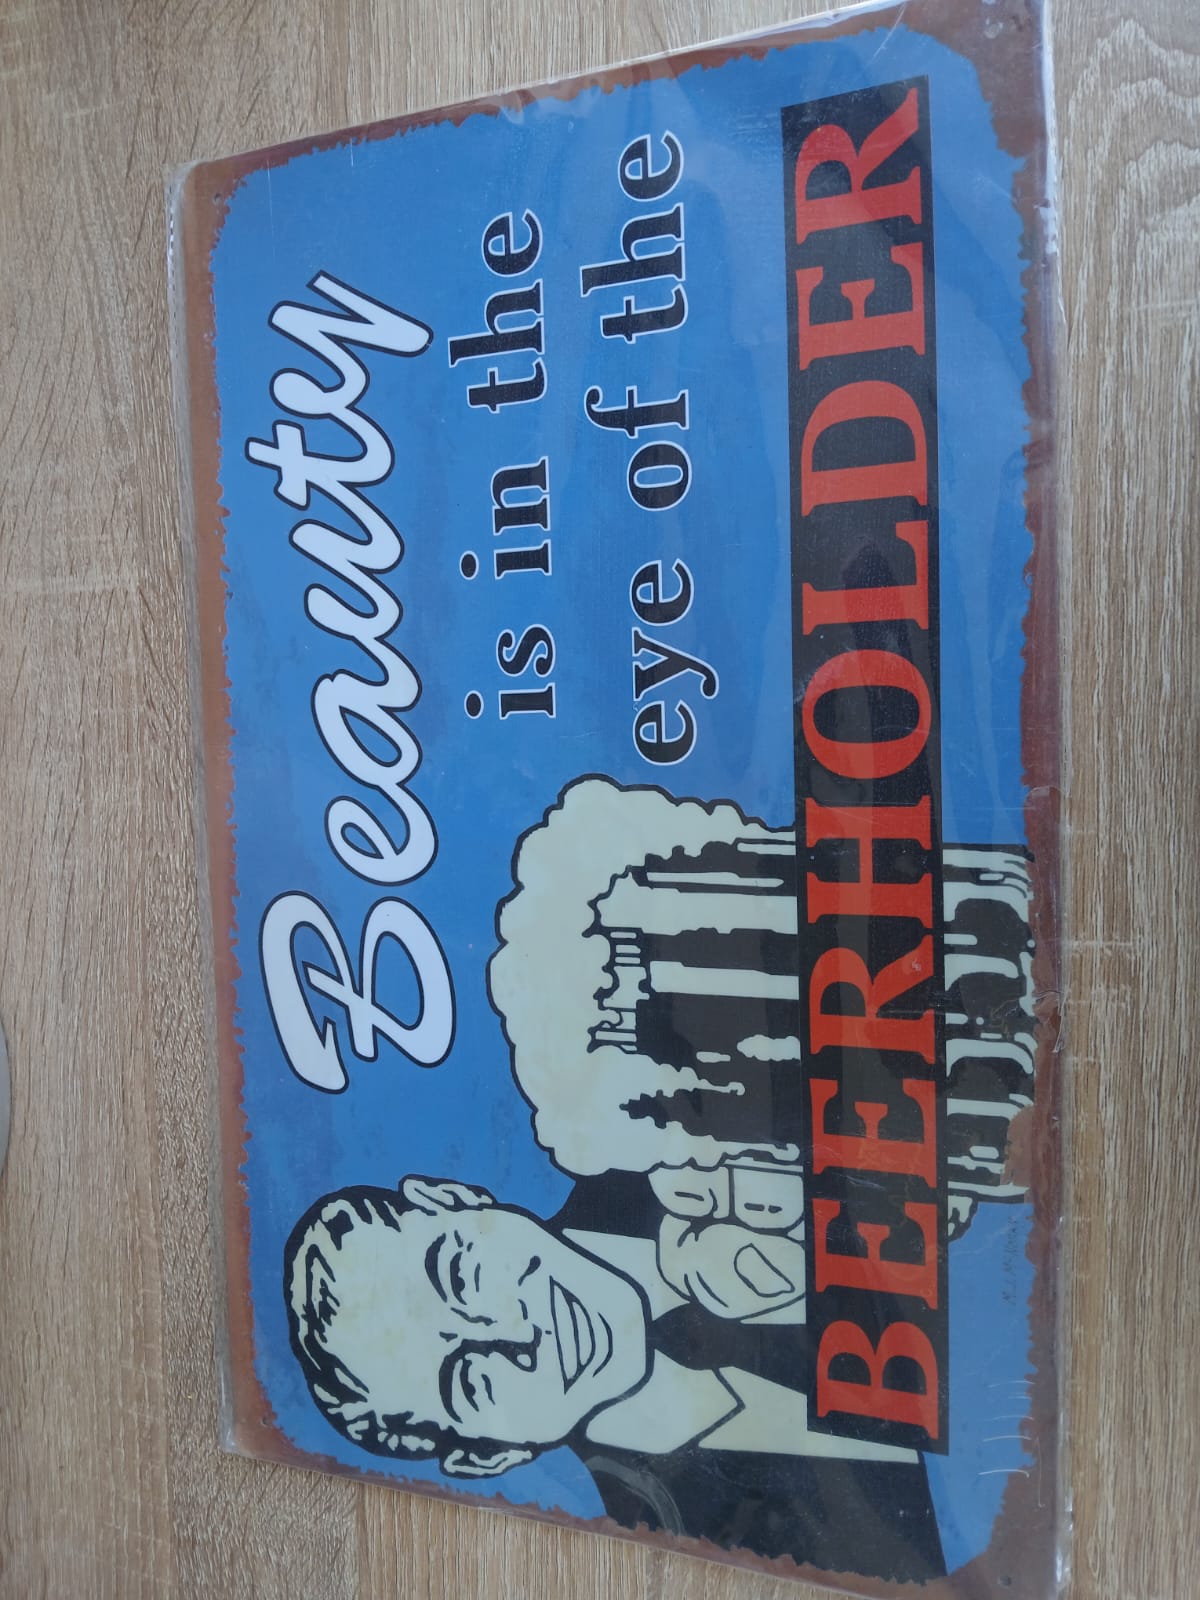 Beauty
is in the
eye of the
BEERHOLDER